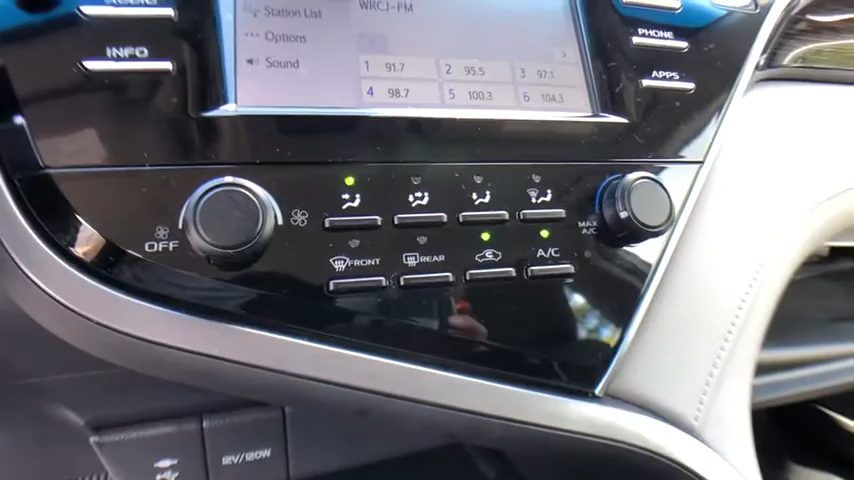 AUDIO
INFO
Station List
Options
Sound
WRCJ-FM
1 91.7
2 95.5
3 97.1
4 98.7
5 100.3
6 104.3
PHONE
APPS
OFF
MAX
A/C
FRONT
REAR
A/C
12V/120W